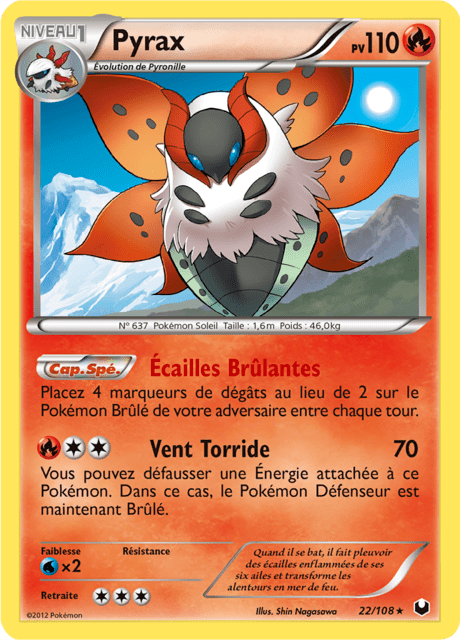 NIVEAU 1
Pyrax
PV110
Évolution de Pyronille
N° 637 Pokémon Soleil Taille : 1,6m Poids : 46,0kg
Cap. Spé.
Écailles Brûlantes
Placez 4 marqueurs de dégâts au lieu de 2 sur le
Pokémon Brûlé de votre adversaire entre chaque tour.
Vent Torride 70
Vous pouvez défausser une Énergie attachée à ce
Pokémon. Dans ce cas, le Pokémon Défenseur est
maintenant Brûlé.
Faiblesse Résistance
×2
Retraite
Quand il se bat, il fait pleuvoir
des écailles enflammées de ses
six ailes et transforme les
alentours en mer de feu.
©2012 Pokémon
Illus. Shin Nagasawa
22/108 ★